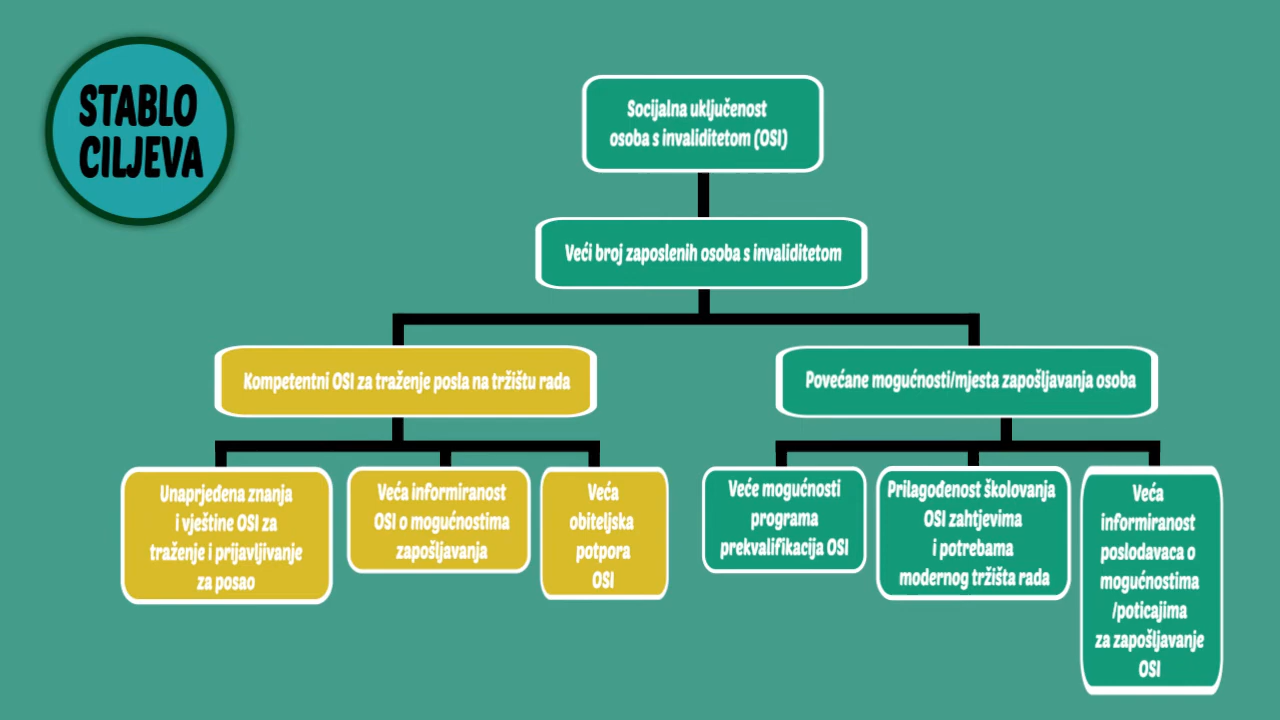 STABLO
CILJEVA
Socijalna uključenost
osoba s invaliditetom (OSI)
Veći broj zaposlenih osoba s invaliditetom
Kompetentni OSI za traženje posla na tržištu rada
Povećane mogućnosti/mjesta zapošljavanja osoba
Unaprjeđena znanja
i vještine OSI za
traženje i prijavljivanje
za posao
Veća informiranost
OSI o mogućnostima
zapošljavanja
Veća
obiteljska
potpora
OSI
Veće mogućnosti
programa
prekvalifikacija OSI
Prilagođenost školovanja
OSI zahtjevima
i potrebama
modernog tržišta rada
Veća
informiranost
poslodavaca o
mogućnostima
/poticajima
za zapošljavanje
OSI